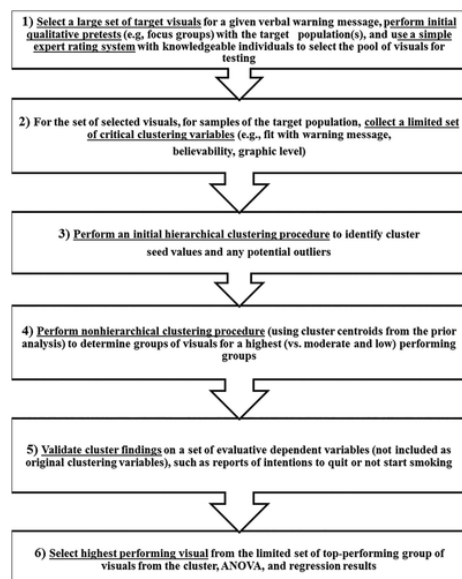 1) Select a large set of target visuals for a given verbal warning message, perform initial
qualitative pretests (e.g, focus groups) with the target population(s), and use a simple
expert rating system with knowledgeable individuals to select the pool of visuals for
testing
2) For the set of selected visuals, for samples of the target population, collect a limited set
of critical clustering variables (e.g., fit with warning message,
believability, graphic level)
3) Perform an initial hierarchical clustering procedure to identify cluster
seed values and any potential outliers
4) Perform nonhierarchical clustering procedure (using cluster centroids from the prior
analysis) to determine groups of visuals for a highest (vs. moderate and low) performing
groups
5) Validate cluster findings on a set of evaluative dependent variables (not included as
original clustering variables), such as reports of intentions to quit or not start smoking
6) Select highest performing visual from the limited set of top-performing group of
visuals from the cluster, ANOVA, and regression results